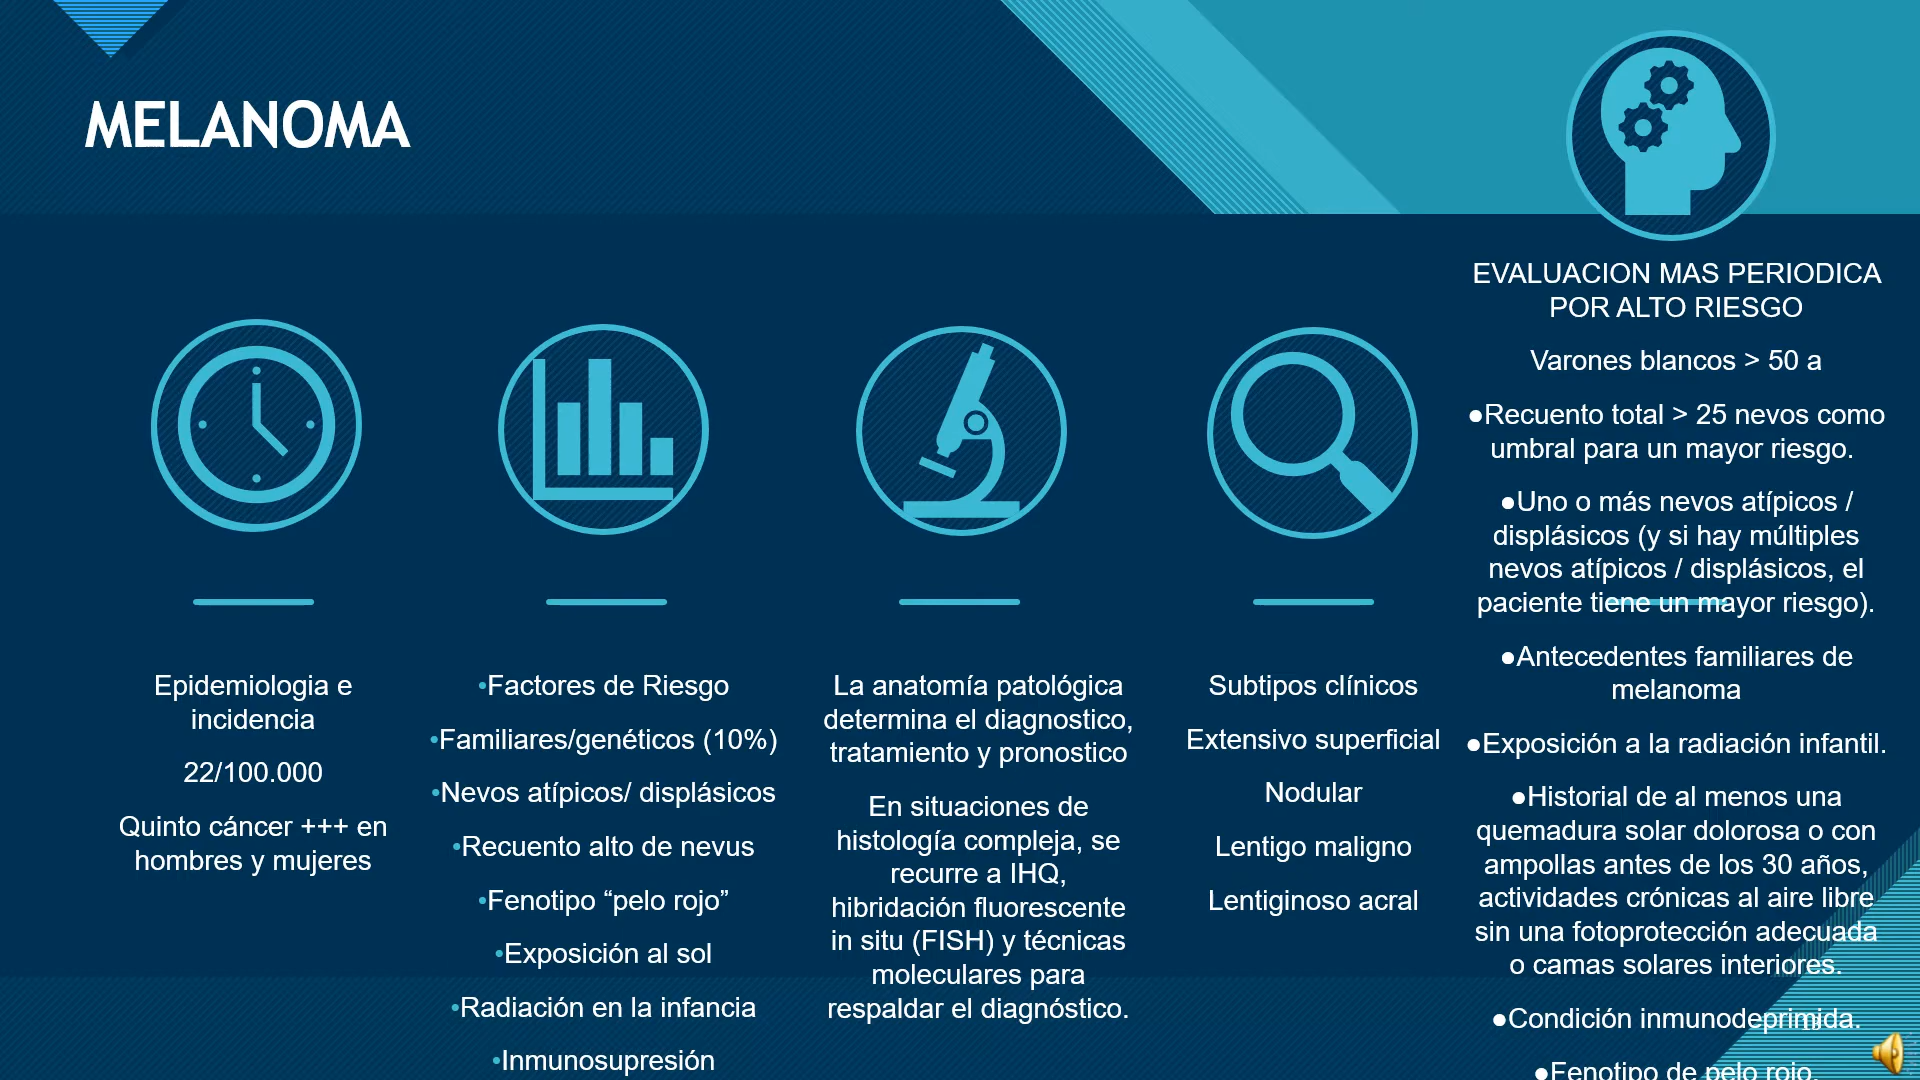 MELANOMA
Epidemiologia e
incidencia
22/100.000
Quinto cáncer +++ en
hombres y mujeres
•Factores de Riesgo
•Familiares/genéticos (10%)
•Nevos atípicos/ displásicos
•Recuento alto de nevus
•Fenotipo “pelo rojo”
•Exposición al sol
•Radiación en la infancia
•Inmunosupresión
La anatomía patológica
determina el diagnostico,
tratamiento y pronostico
En situaciones de
histología compleja, se
recurre a IHQ,
hibridación fluorescente
in situ (FISH) y técnicas
moleculares para
respaldar el diagnóstico.
Subtipos clínicos
Extensivo superficial
Nodular
Lentigo maligno
Lentiginoso acral
EVALUACION MAS PERIODICA
POR ALTO RIESGO
Varones blancos > 50 a
●Recuento total > 25 nevos como
umbral para un mayor riesgo.
●Uno o más nevos atípicos /
displásicos (y si hay múltiples
nevos atípicos / displásicos, el
paciente tiene un mayor riesgo).
●Antecedentes familiares de
melanoma
●Exposición a la radiación infantil.
●Historial de al menos una
quemadura solar dolorosa o con
ampollas antes de los 30 años,
actividades crónicas al aire libre
sin una fotoprotección adecuada
o camas solares interiores.
●Condición inmunodeprimida.
●Fenotipo de pelo rojo.